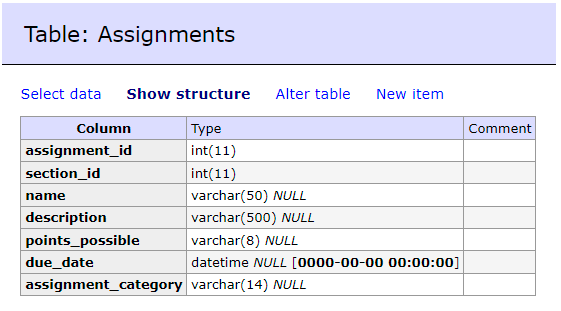 Table: Assignments
Select data Show structure Alter table New item
Column Type Comment
assignment_id int(11)
section_id int(11)
name varchar(50) NULL
description varchar(500) NULL
points_possible varchar(8) NULL
due_date datetime NULL [0000-00-00 00:00:00]
assignment_category varchar(14) NULL